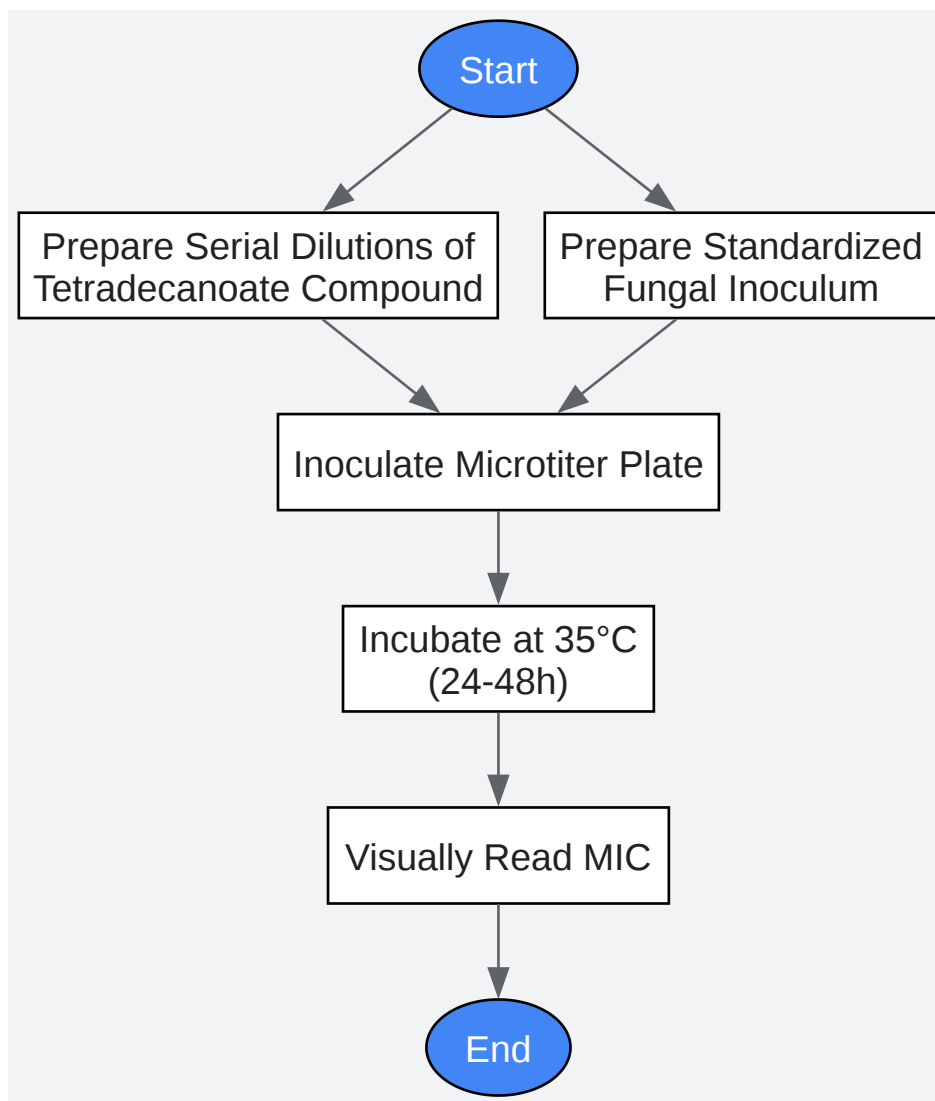 Start
Prepare Serial Dilutions of
Tetradecanoate Compound
Prepare Standardized
Fungal Inoculum
Inoculate Microtiter Plate
Incubate at 35°C
(24-48h)
Visually Read MIC
End